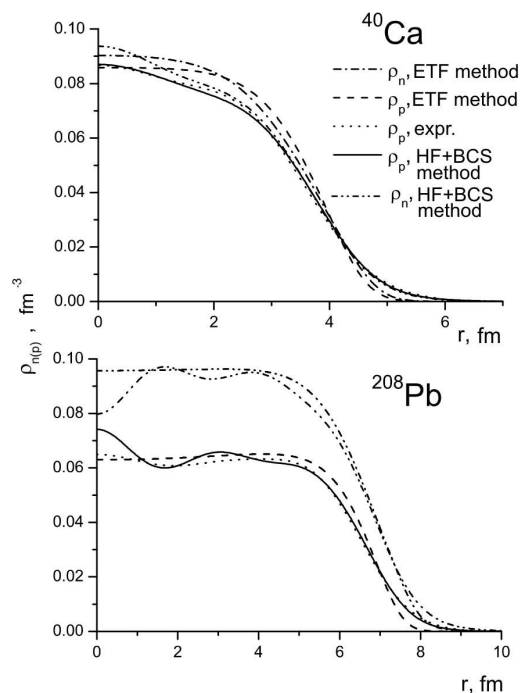 ⁴⁰Ca
ρₙ, ETF method
ρₚ, ETF method
ρₚ, expr.
ρₚ, HF+BCS
method
ρₙ, HF+BCS
method
0.10
0.08
0.06
0.04
0.02
0.00
0 2 4 6
r, fm
ρₙ₍ₚ₎ , fm⁻³
²⁰⁸Pb
0.10
0.08
0.06
0.04
0.02
0.00
0 2 4 6 8 10
r, fm